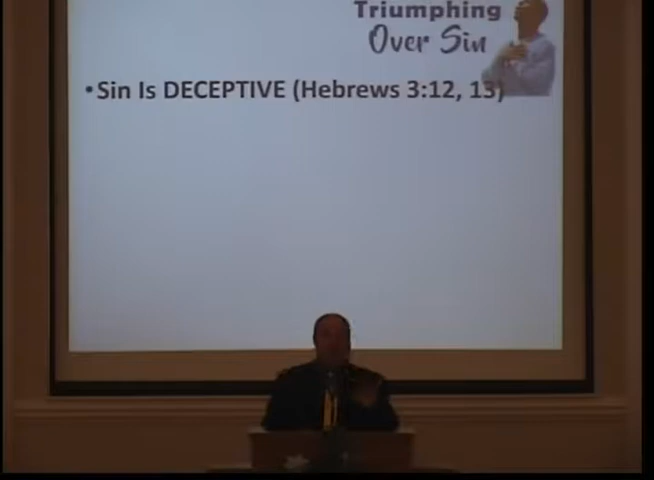 Triumphing
Over Sin
•Sin Is DECEPTIVE (Hebrews 3:12, 13)